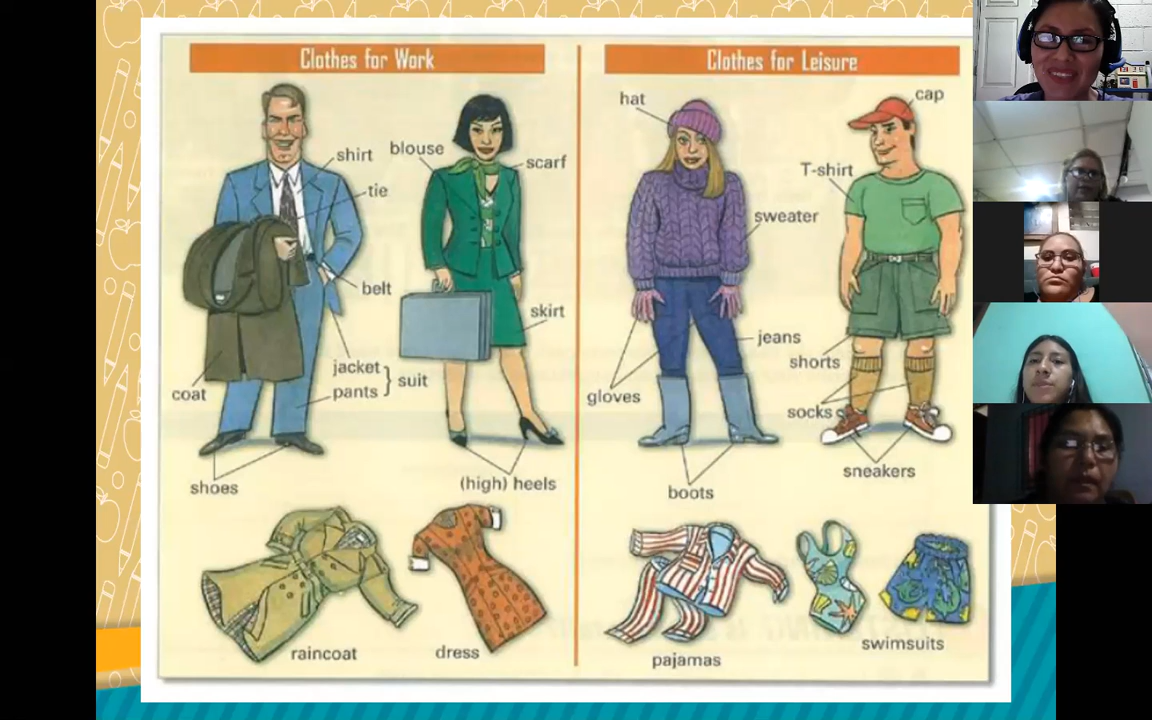 Clothes for Work
shirt
blouse
scarf
tie
belt
skirt
jacket
pants
suit
coat
shoes
(high) heels
raincoat
dress
Clothes for Leisure
hat
cap
T-shirt
sweater
jeans
shorts
gloves
socks
sneakers
boots
pajamas
swimsuits